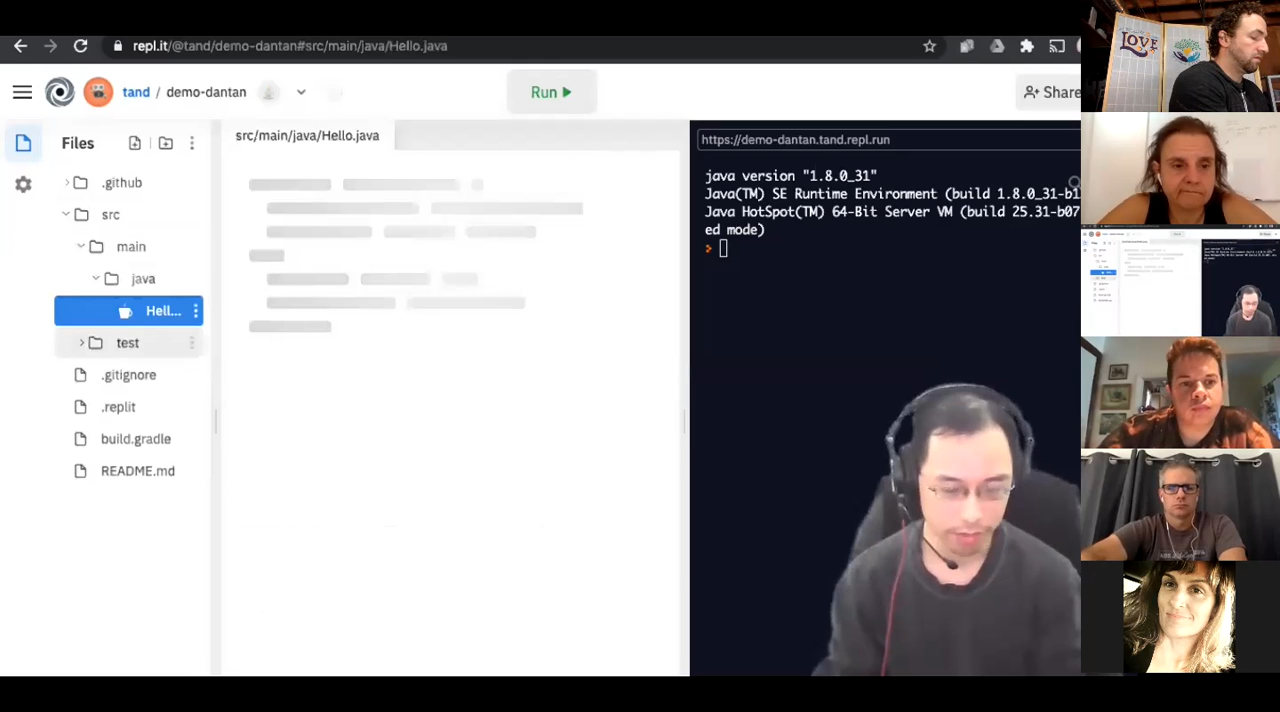 repl.it/@tand/demo-dantan#src/main/java/Hello.java
tand / demo-dantan
Run
Share
Files
.github
src
main
java
Hell...
test
.gitignore
.replit
build.gradle
README.md
src/main/java/Hello.java
https://demo-dantan.tand.repl.run
java version "1.8.0_31"
Java(TM) SE Runtime Environment (build 1.8.0_31-b1
Java HotSpot(TM) 64-Bit Server VM (build 25.31-b07
ed mode)
LOVE